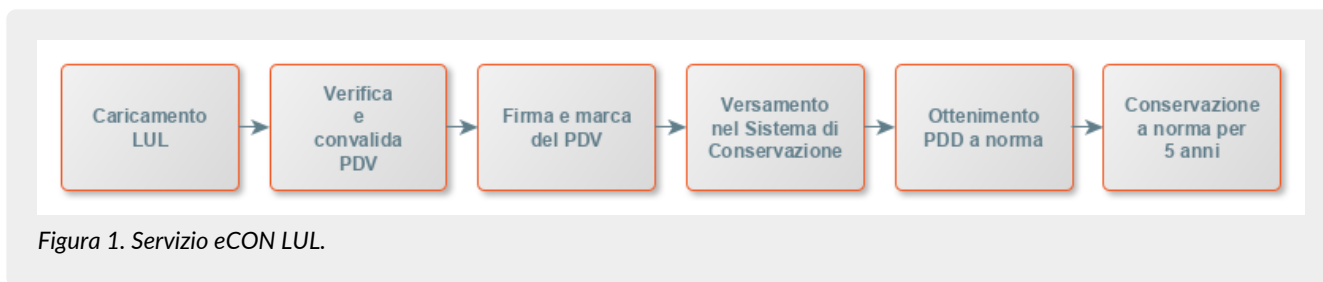 Caricamento
LUL
Verifica
e
convalida
PDV
Firma e marca
del PDV
Versamento
nel Sistema di
Conservazione
Ottenimento
PDD a norma
Conservazione
a norma per
5 anni
Figura 1. Servizio eCON LUL.